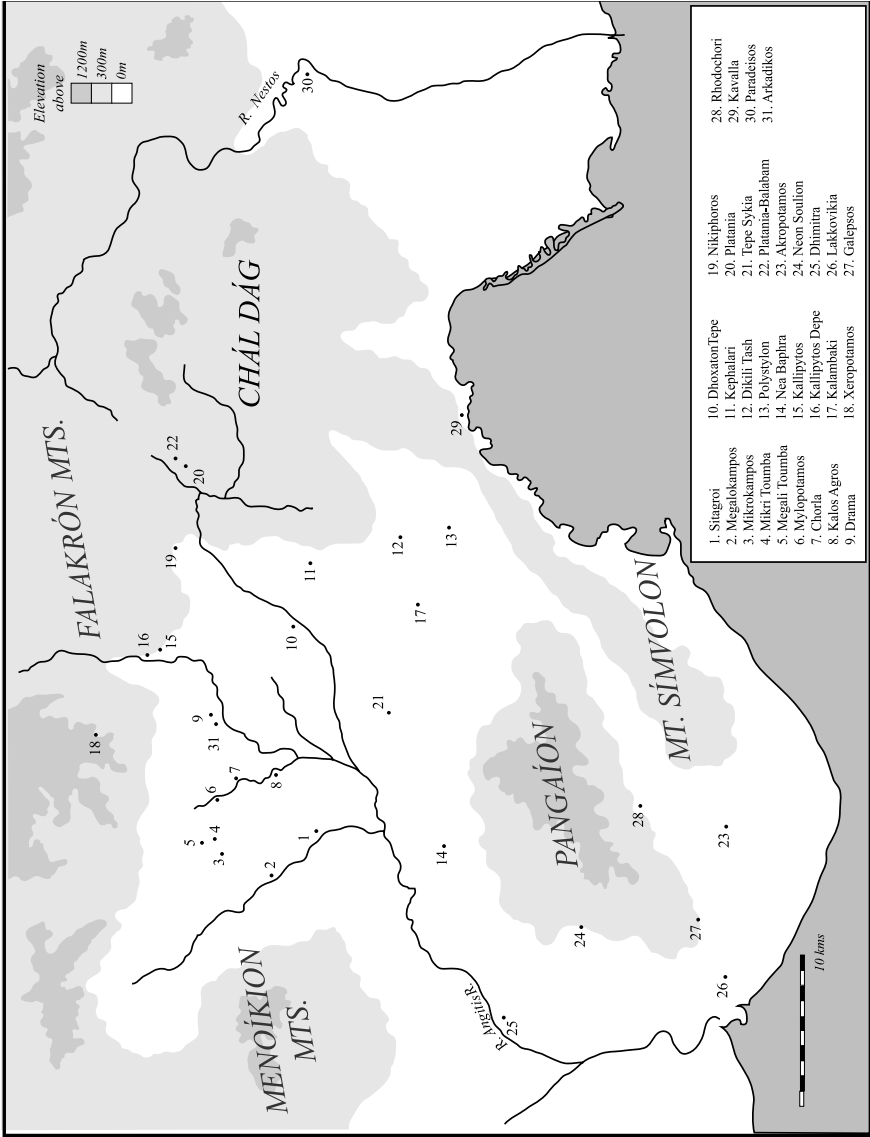 Elevation
above
1200m
300m
0m
R. Nestos
FALAKRÓN MTS.
CHÁL DÁG
MENOÍKION
MTS.
PANGAÍON
MT. SÍMVOLON
R. Angitis R.
10 kms
1
2
3
4
5
6
7
8
9
10
11
12
13
14
15
16
17
18
19
20
21
22
23
24
25
26
27
28
29
30
31
1. Sitagroi
2. Megalokampos
3. Mikrokampos
4. Mikri Toumba
5. Megali Toumba
6. Mylopotamos
7. Chorla
8. Kalos Agros
9. Drama
10. DhoxatonTepe
11. Kephalari
12. Dikili Tash
13. Polystylon
14. Nea Baphra
15. Kallipytos
16. Kallipytos Depe
17. Kalambaki
18. Xeropotamos
19. Nikiphoros
20. Platania
21. Tepe Sykia
22. Platania-Balabam
23. Akropotamos
24. Neon Soulion
25. Dhimitra
26. Lakkovikia
27. Galepsos
28. Rhodochori
29. Kavalla
30. Paradeisos
31. Arkadikos